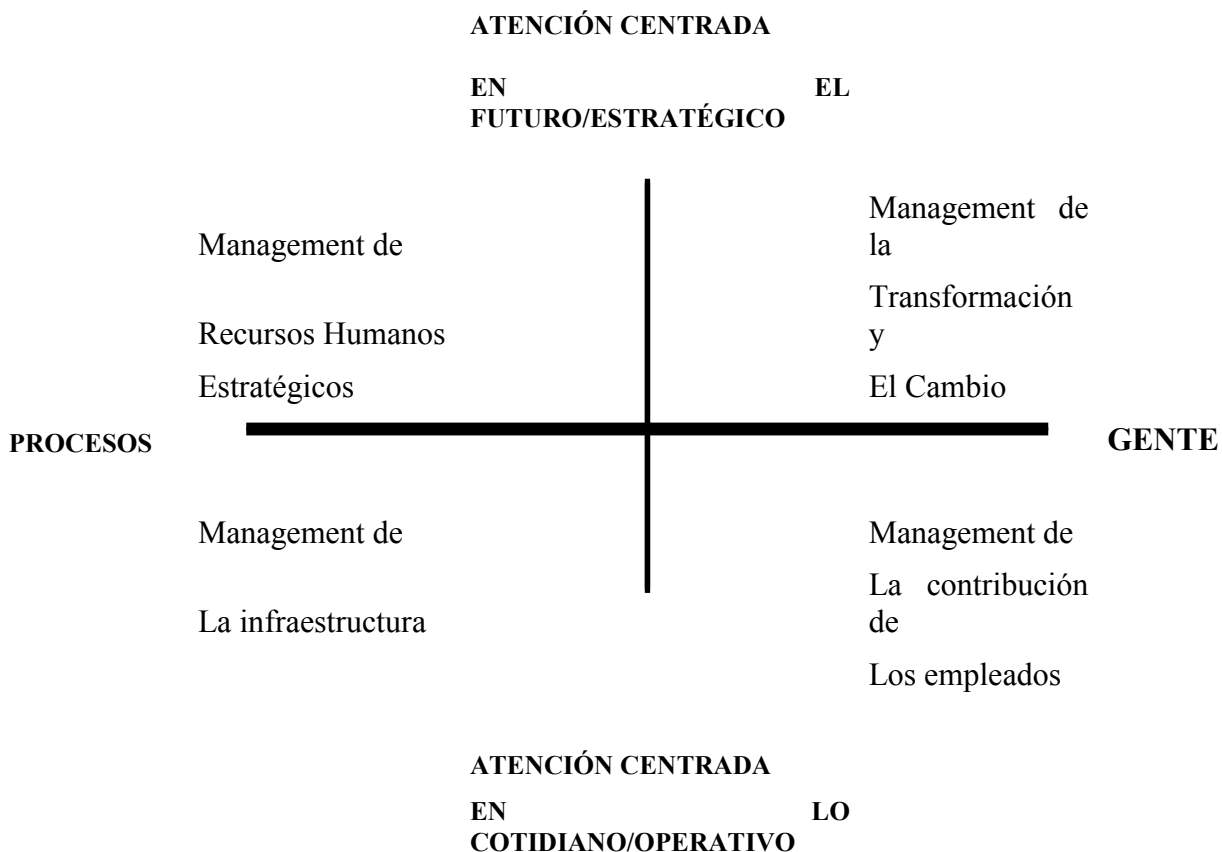 ATENCIÓN CENTRADA
EN EL
FUTURO/ESTRATÉGICO
Management de
Recursos Humanos
Estratégicos
Management de
la
Transformación
y
El Cambio
PROCESOS
GENTE
Management de
La infraestructura
Management de
La contribución
de
Los empleados
ATENCIÓN CENTRADA
EN LO
COTIDIANO/OPERATIVO